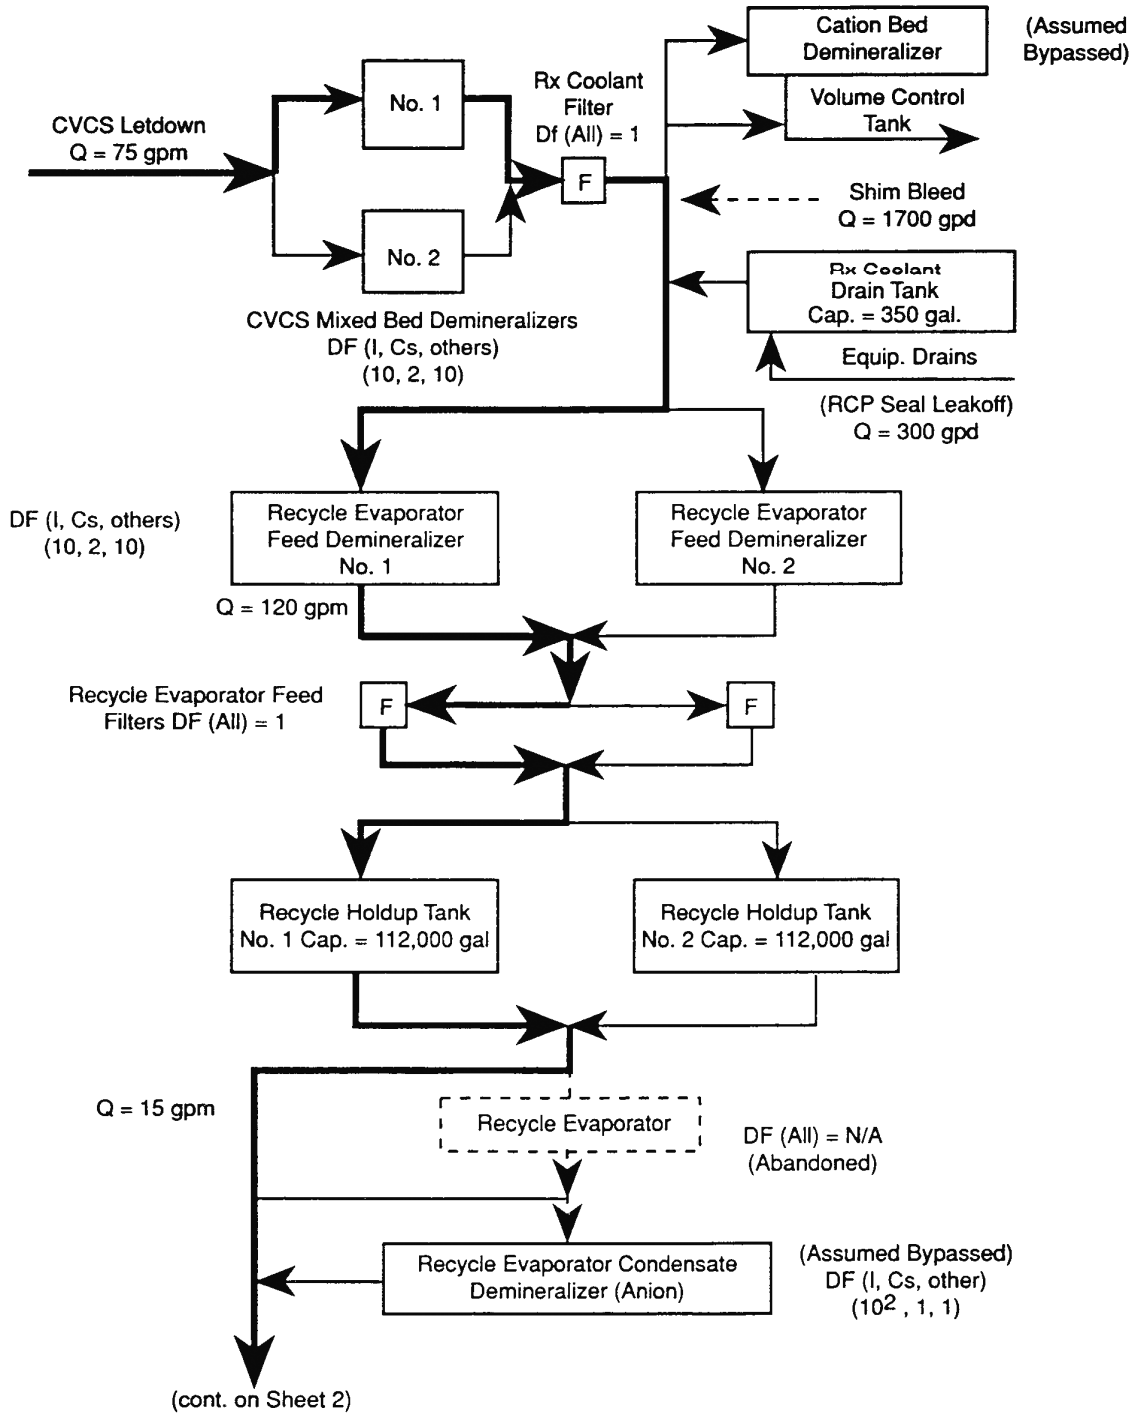 Cation Bed
Demineralizer
(Assumed
Bypassed)
Volume Control
Tank
Rx Coolant
Filter
Df (All) = 1
No. 1
CVCS Letdown
Q = 75 gpm
F
Shim Bleed
Q = 1700 gpd
No. 2
Rx Coolant
Drain Tank
Cap. = 350 gal.
CVCS Mixed Bed Demineralizers
DF (I, Cs, others)
(10, 2, 10)
Equip. Drains
(RCP Seal Leakoff)
Q = 300 gpd
DF (I, Cs, others)
(10, 2, 10)
Recycle Evaporator
Feed Demineralizer
No. 1
Recycle Evaporator
Feed Demineralizer
No. 2
Q = 120 gpm
Recycle Evaporator Feed
Filters DF (All) = 1
F
F
Recycle Holdup Tank
No. 1 Cap. = 112,000 gal
Recycle Holdup Tank
No. 2 Cap. = 112,000 gal
Q = 15 gpm
Recycle Evaporator
DF (All) = N/A
(Abandoned)
Recycle Evaporator Condensate
Demineralizer (Anion)
(Assumed Bypassed)
DF (I, Cs, other)
(10², 1, 1)
(cont. on Sheet 2)